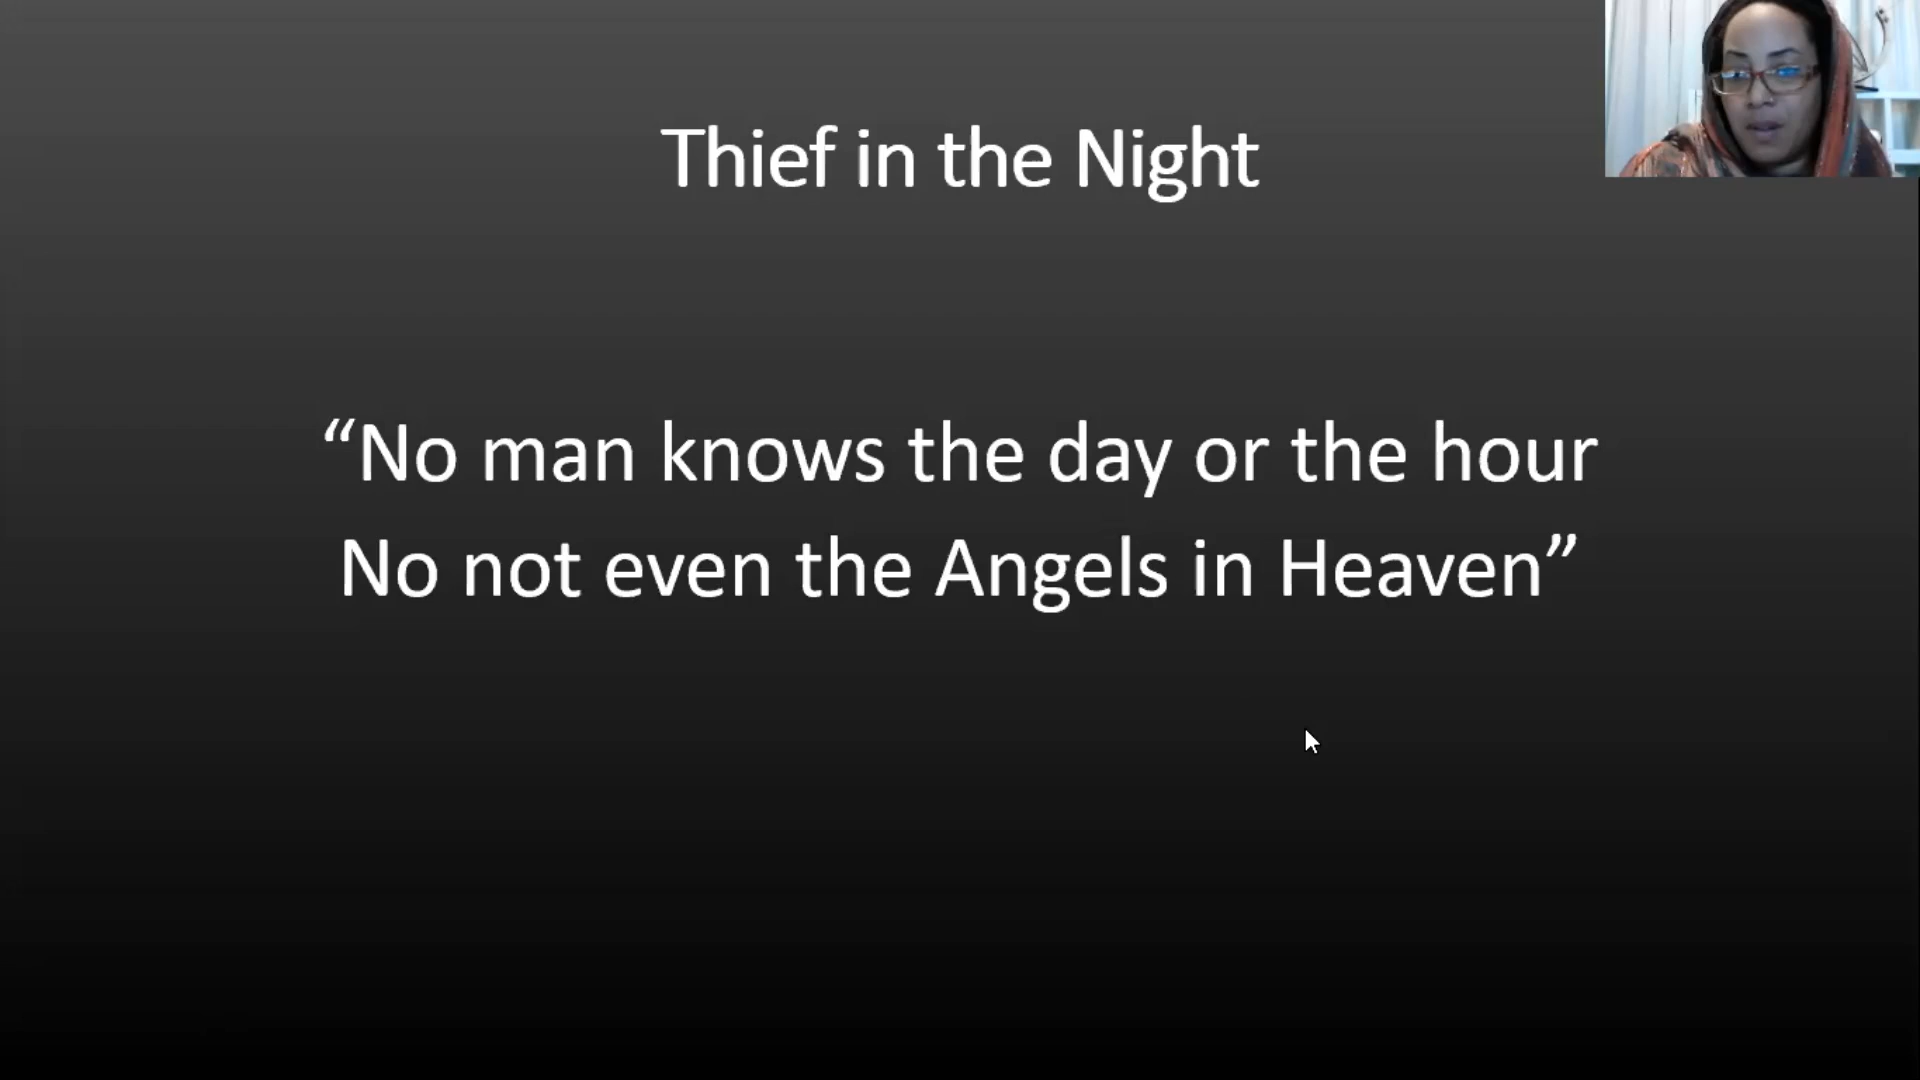 Thief in the Night
“No man knows the day or the hour
No not even the Angels in Heaven”